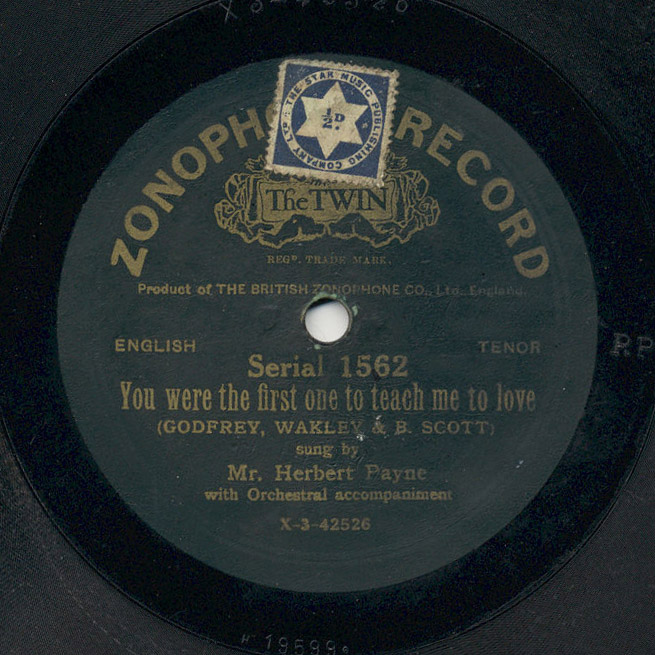 X-3-42526
THE STAR MUSIC PUBLISHING COMPANY LTD
½D
ZONOPH RECORD
The TWIN
REGD. TRADE MARK.
Product of THE BRITISH ZONOPHONE CO., Ltd. England.
ENGLISH
TENOR
RP
Serial 1562
You were the first one to teach me to love
(GODFREY, WAKLEY & B. SCOTT)
sung by
Mr. Herbert Payne
with Orchestral accompaniment
X-3-42526
19599